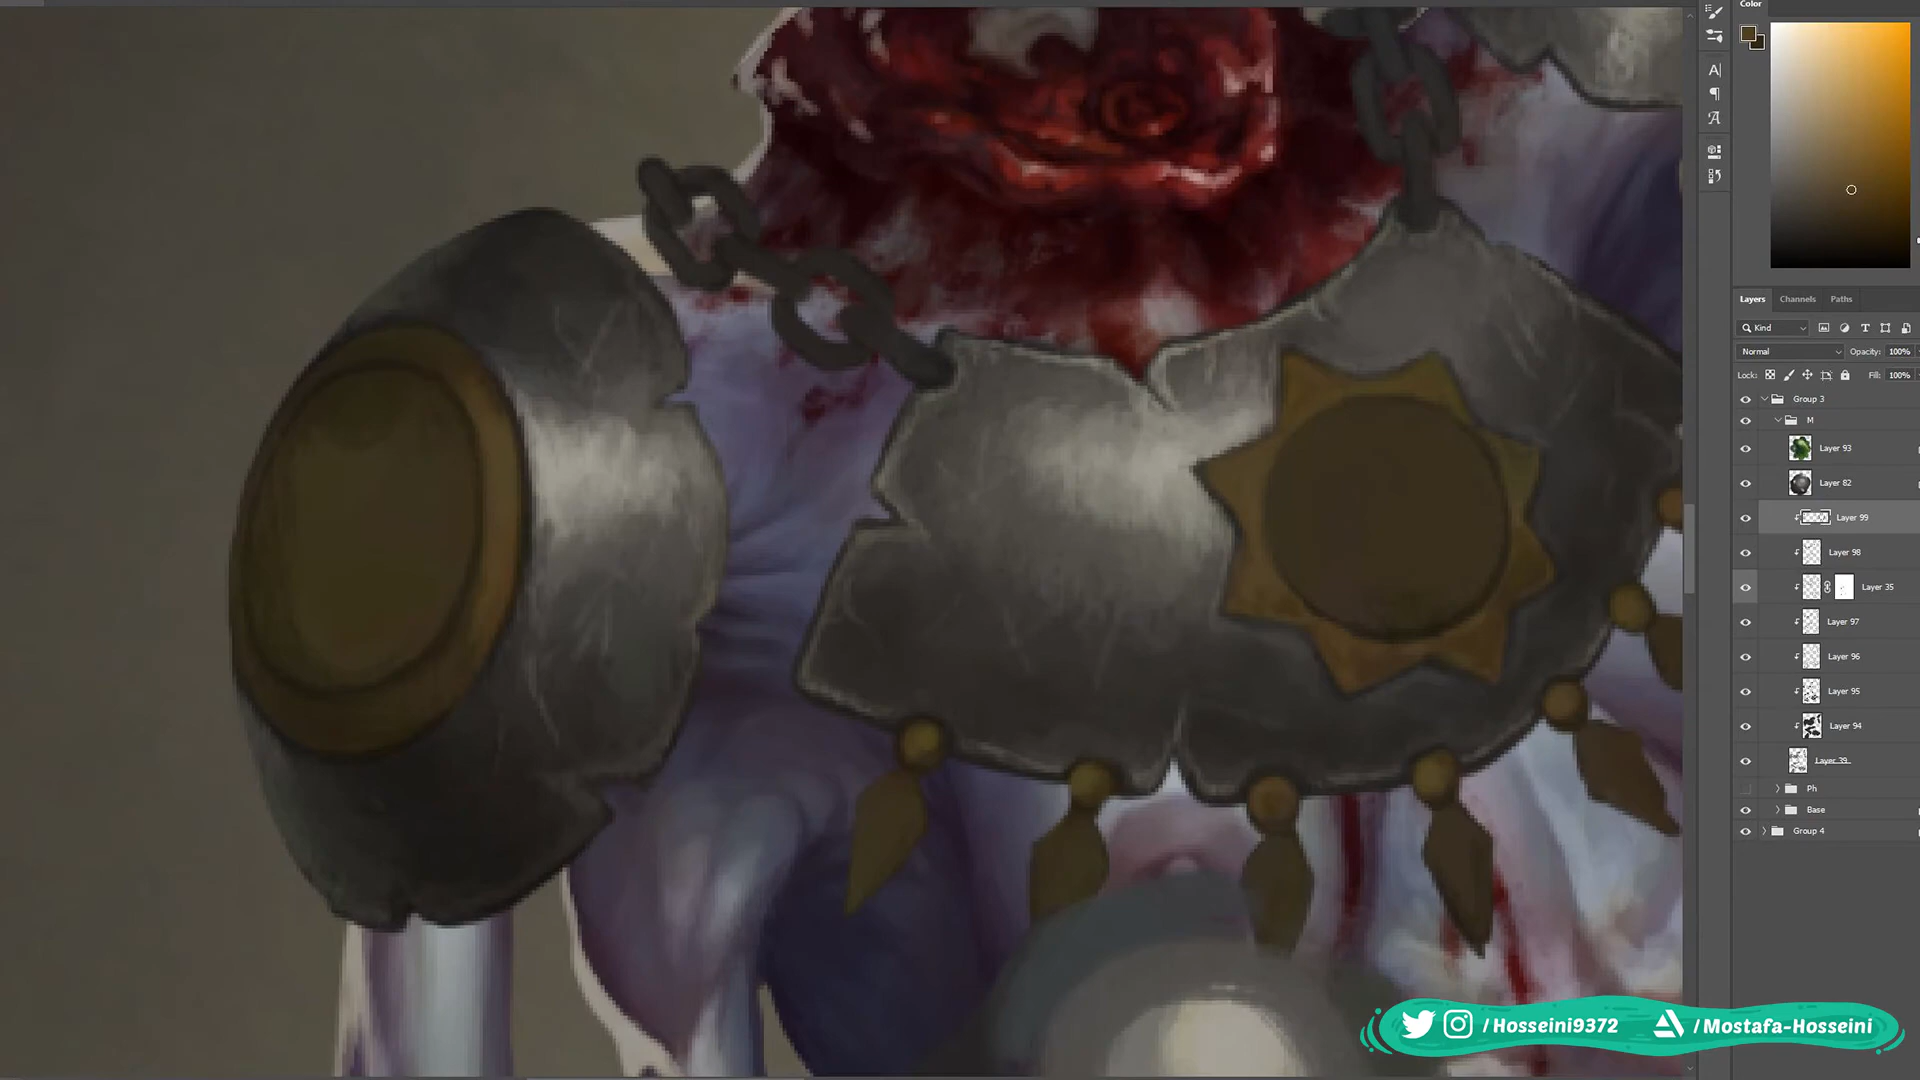 Color
Layers Channels Paths
Kind
Normal Opacity: 100%
Lock: Fill: 100%
Group 3
M
Layer 93
Layer 82
Layer 99
Layer 98
Layer 35
Layer 97
Layer 96
Layer 95
Layer 94
Layer 39
Ph
Base
Group 4
/Hosseini9372 /Mostafa-Hosseini